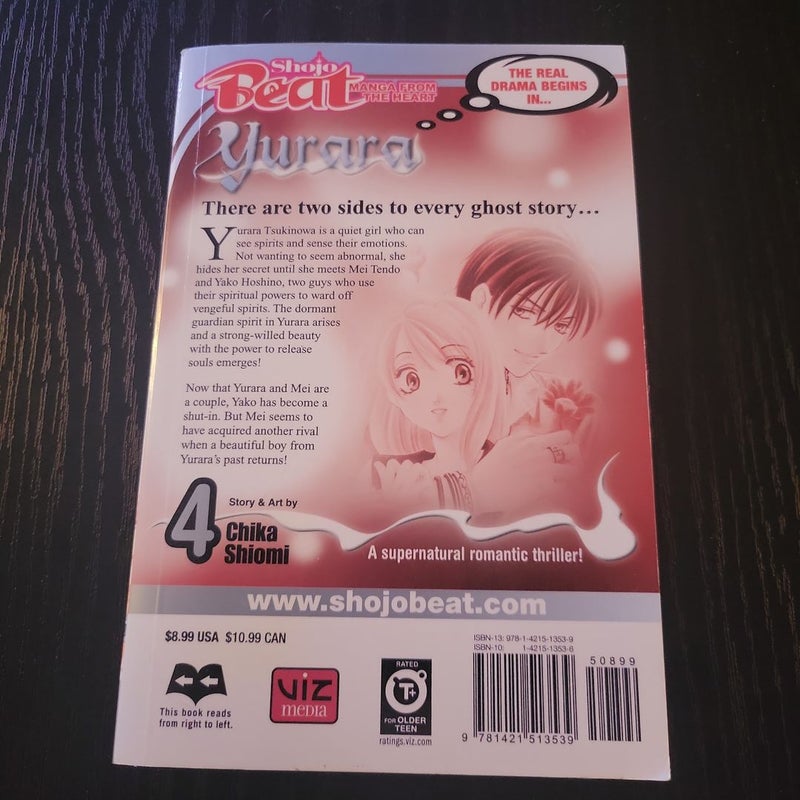 Shojo
Beat
MANGA FROM
THE HEART
THE REAL
DRAMA BEGINS
IN...
Yurara
There are two sides to every ghost story...
Yurara Tsukinowa is a quiet girl who can
see spirits and sense their emotions.
Not wanting to seem abnormal, she
hides her secret until she meets Mei Tendo
and Yako Hoshino, two guys who use
their spiritual powers to ward off
vengeful spirits. The dormant
guardian spirit in Yurara arises
and a strong-willed beauty
with the power to release
souls emerges!
Now that Yurara and Mei are
a couple, Yako has become a
shut-in. But Mei seems to
have acquired another rival
when a beautiful boy from
Yurara's past returns!
4
Story & Art by
Chika
Shiomi
A supernatural romantic thriller!
www.shojobeat.com
$8.99 USA $10.99 CAN
This book reads
from right to left.
VIZ
MEDIA
RATED
T+
FOR OLDER
TEEN
ratings.viz.com
ISBN-13: 978-1-4215-1353-9
ISBN-10: 1-4215-1353-6
50899
9 781421 513539